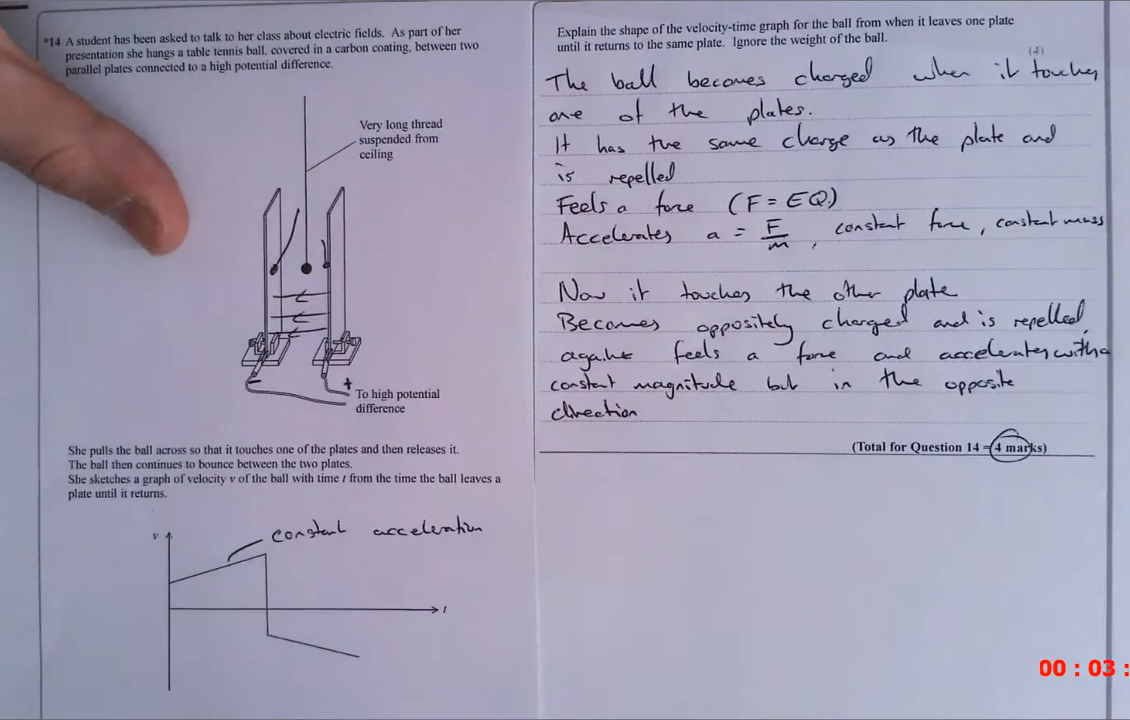 *14 A student has been asked to talk to her class about electric fields. As part of her
presentation she hangs a table tennis ball, covered in a carbon coating, between two
parallel plates connected to a high potential difference.
Very long thread
suspended from
ceiling
-
+
To high potential
difference
She pulls the ball across so that it touches one of the plates and then releases it.
The ball then continues to bounce between the two plates.
She sketches a graph of velocity v of the ball with time t from the time the ball leaves a
plate until it returns.
v
constant acceleration
t
Explain the shape of the velocity-time graph for the ball from when it leaves one plate
until it returns to the same plate. Ignore the weight of the ball.
(4)
The ball becomes charged when it touches
one of the plates.
It has the same charge as the plate and
is repelled
Feels a force (F = EQ)
Accelerates a = F/m, constant force, constant mass
Now it touches the other plate
Becomes oppositely charged and is repelled
again feels a force and accelerates with a
constant magnitude but in the opposite
direction
(Total for Question 14 = 4 marks)
00 : 03 :